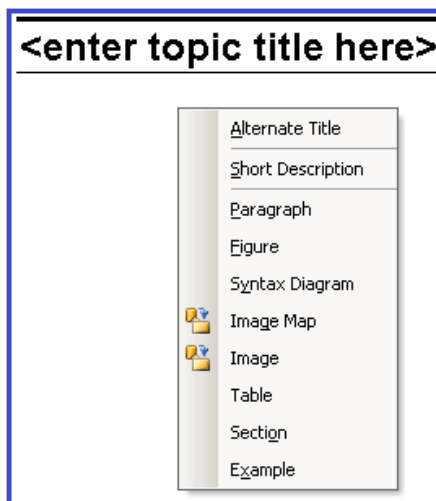 <enter topic title here>
Alternate Title
Short Description
Paragraph
Figure
Syntax Diagram
Image Map
Image
Table
Section
Example